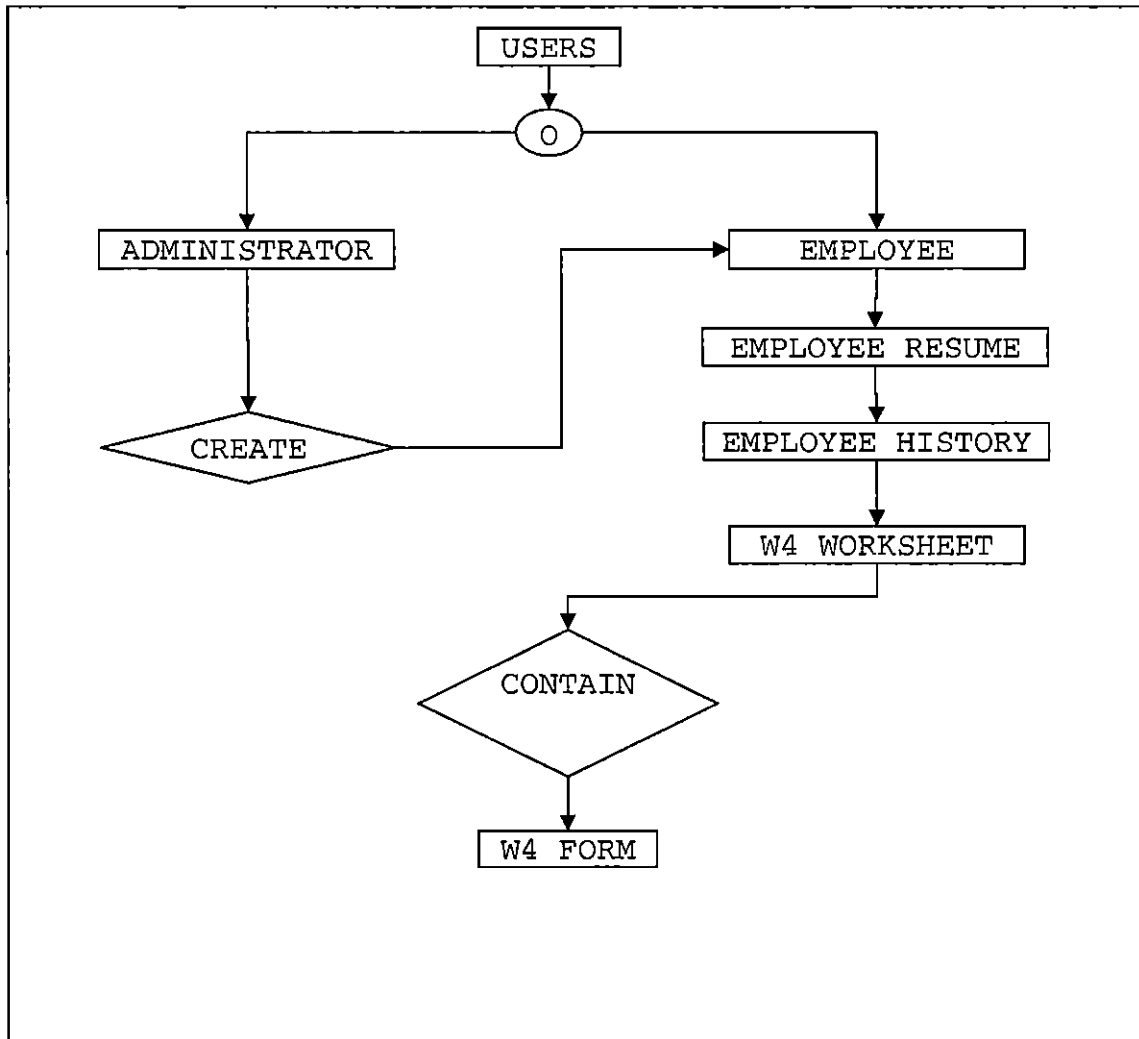 USERS
O
ADMINISTRATOR
EMPLOYEE
EMPLOYEE RESUME
CREATE
EMPLOYEE HISTORY
W4 WORKSHEET
CONTAIN
W4 FORM